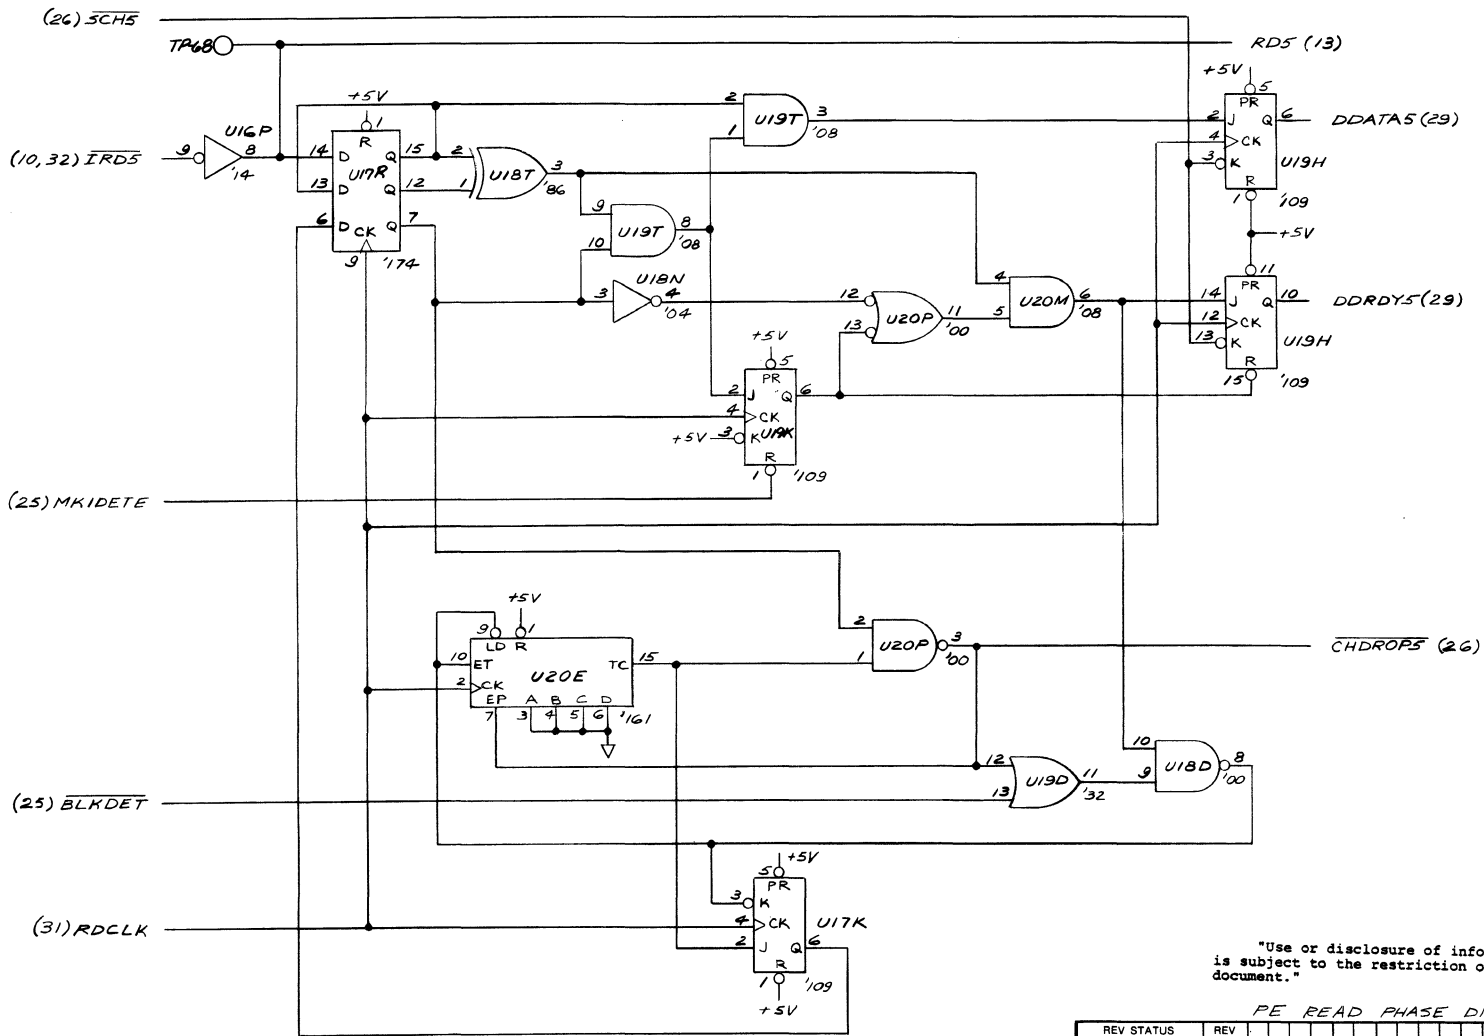 (26) SCH5
TP68
RD5 (13)
+5V
5
PR
2 J Q 6
DDATA5 (29)
4 CK
3 K
U19H
R
1
'109
+5V
11
PR
14 J Q 10
DDRDY5 (29)
12 CK
13 K
U19H
R
15
'109
(10,32) IRD5
9
U16P
8
'14
+5V
1
R
14 D Q 15
U17R
13 D Q 12
6 D CK Q 7
9
'174
2
1
U18T
3
'86
2
1
U19T
3
'08
9
10
U19T
8
'08
U18N
3
4
'04
12
13
U20P
11
'00
4
5
U20M
6
'08
+5V
5
PR
2 J Q 6
4 CK
+5V 3 K U19K
R
1
'109
(25) MK1DETE
+5V
9
1
LD R
10 ET TC 15
U20E
2 CK
EP A B C D
7 3 4 5 6 '161
2
1
U20P
3
'00
CHDROP5 (26)
12
13
U19D
11
'32
10
9
U18D
8
'00
(25) BLKDET
+5V
5
PR
3 K
4 CK
U17K
2 J Q 6
R
1
'109
+5V
(31) RDCLK
"Use or disclosure of info
is subject to the restriction o
document."
PE READ PHASE D
REV STATUS REV